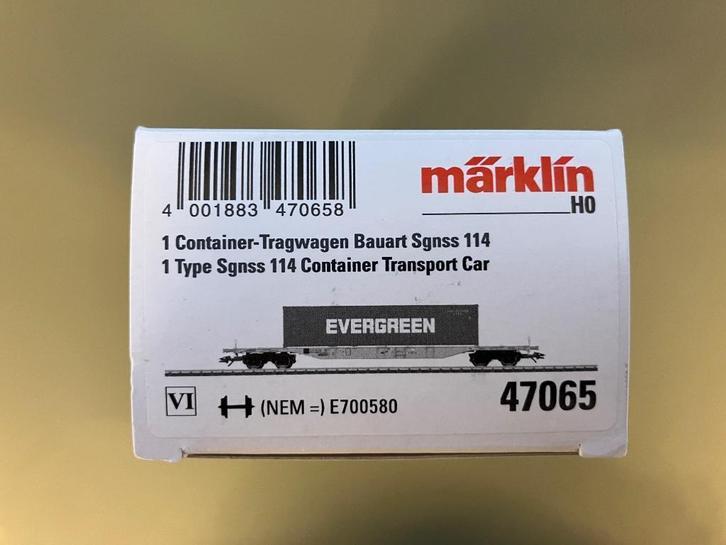 märklin
H0
4 001883 470658
1 Container-Tragwagen Bauart Sgnss 114
1 Type Sgnss 114 Container Transport Car
EVERGREEN
VI (NEM =) E700580
47065